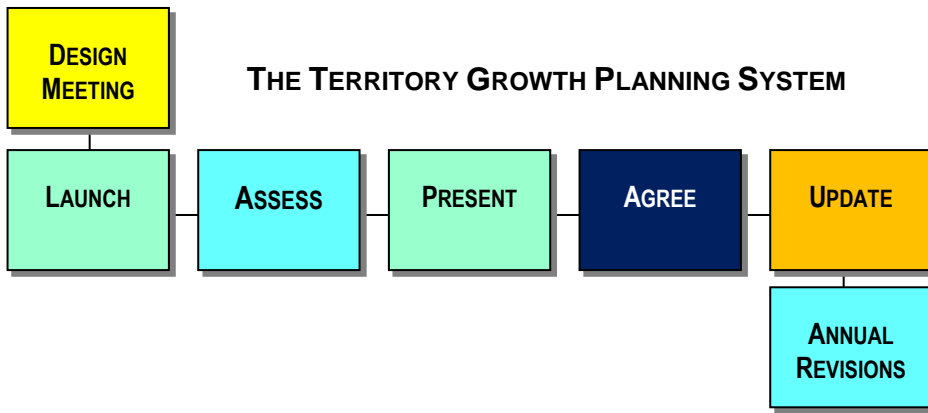 DESIGN
MEETING
THE TERRITORY GROWTH PLANNING SYSTEM
LAUNCH
ASSESS
PRESENT
AGREE
UPDATE
ANNUAL
REVISIONS